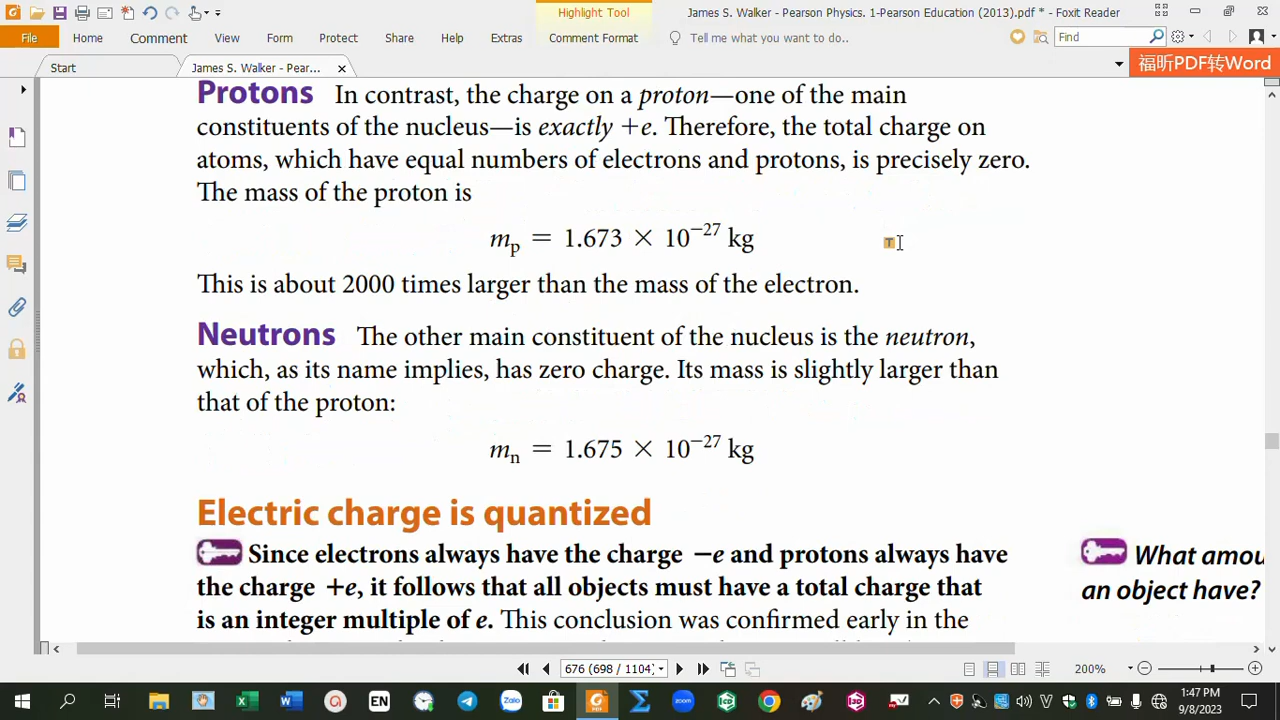 Highlight Tool
James S. Walker - Pearson Physics. 1-Pearson Education (2013).pdf * - Foxit Reader
File Home Comment View Form Protect Share Help Extras Comment Format Tell me what you want to do.. Find
Start James S. Walker - Pear...
福昕PDF转Word
Protons In contrast, the charge on a proton—one of the main
constituents of the nucleus—is exactly +e. Therefore, the total charge on
atoms, which have equal numbers of electrons and protons, is precisely zero.
The mass of the proton is
mp = 1.673 × 10⁻²⁷ kg
T
This is about 2000 times larger than the mass of the electron.
Neutrons The other main constituent of the nucleus is the neutron,
which, as its name implies, has zero charge. Its mass is slightly larger than
that of the proton:
mn = 1.675 × 10⁻²⁷ kg
Electric charge is quantized
Since electrons always have the charge −e and protons always have
the charge +e, it follows that all objects must have a total charge that
is an integer multiple of e. This conclusion was confirmed early in the
What amou
an object have?
676 (698 / 1104)
200%
EN
1:47 PM
9/8/2023